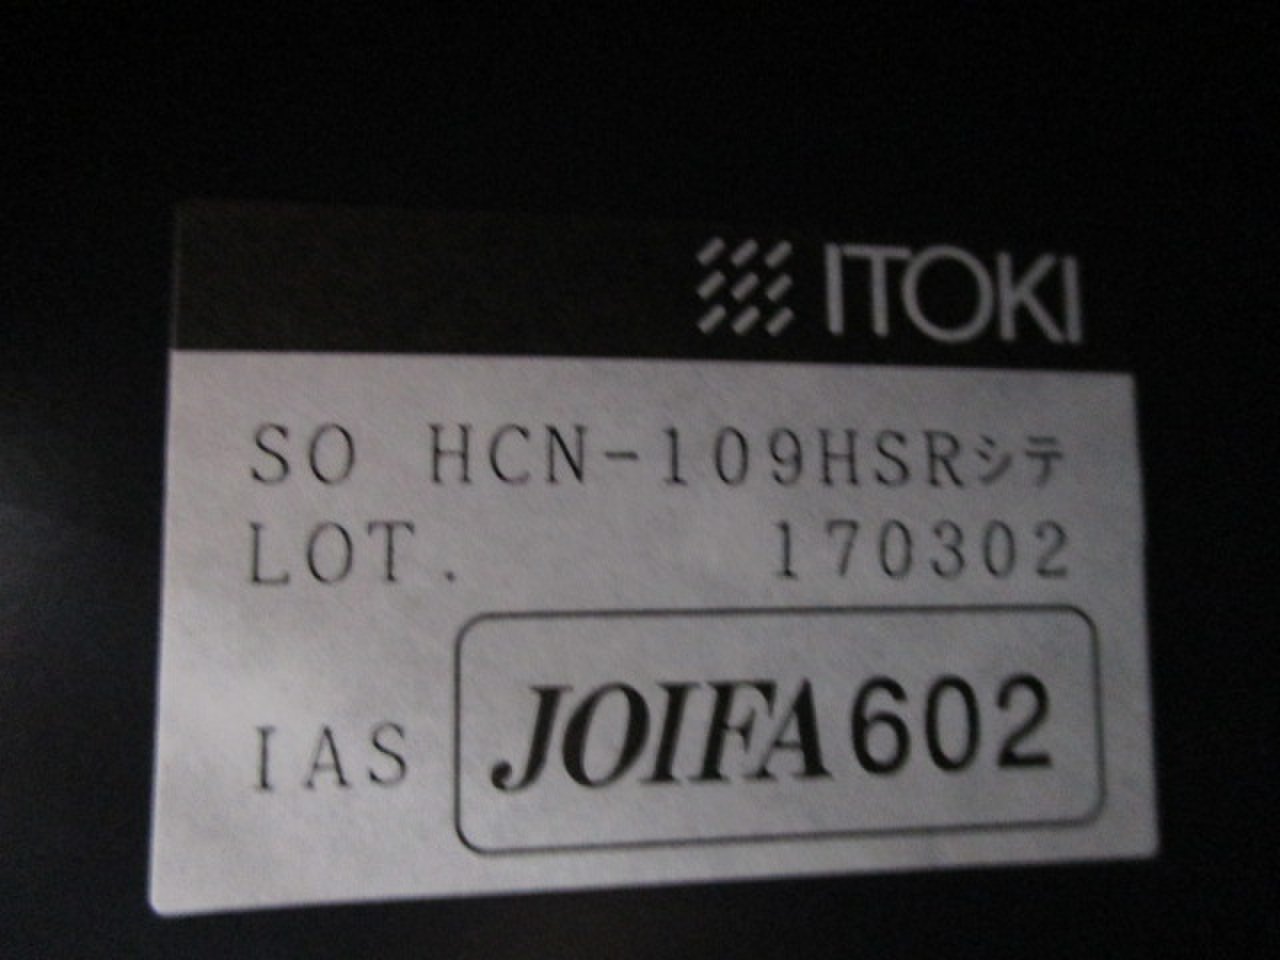 ITOKI
SO HCN-109HSRシテ
LOT. 170302
IAS JOIFA602